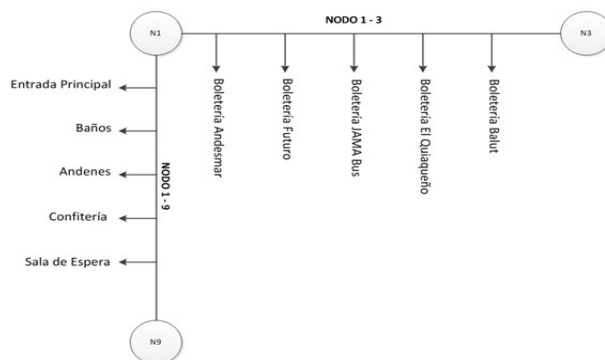 NODO 1 - 3
N1
N3
Entrada Principal
Baños
Andenes
Confitería
Sala de Espera
NODO 1 - 9
Boletería Andesmar
Boletería Futuro
Boletería JAMA Bus
Boletería El Quiaqueño
Boletería Balut
N9